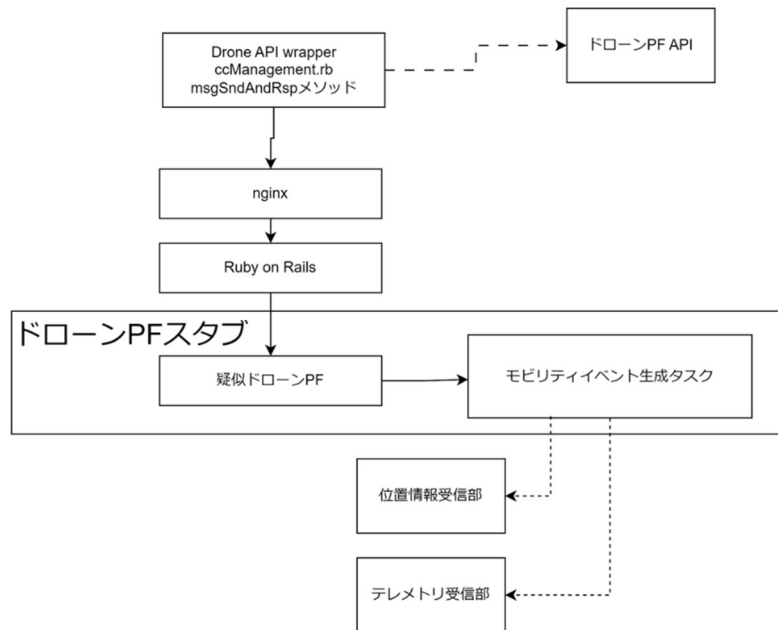 Drone API wrapper
ccManagement.rb
msgSndAndRspメソッド
ドローンPF API
nginx
Ruby on Rails
ドローンPFスタブ
疑似ドローンPF
モビリティイベント生成タスク
位置情報受信部
テレメトリ受信部